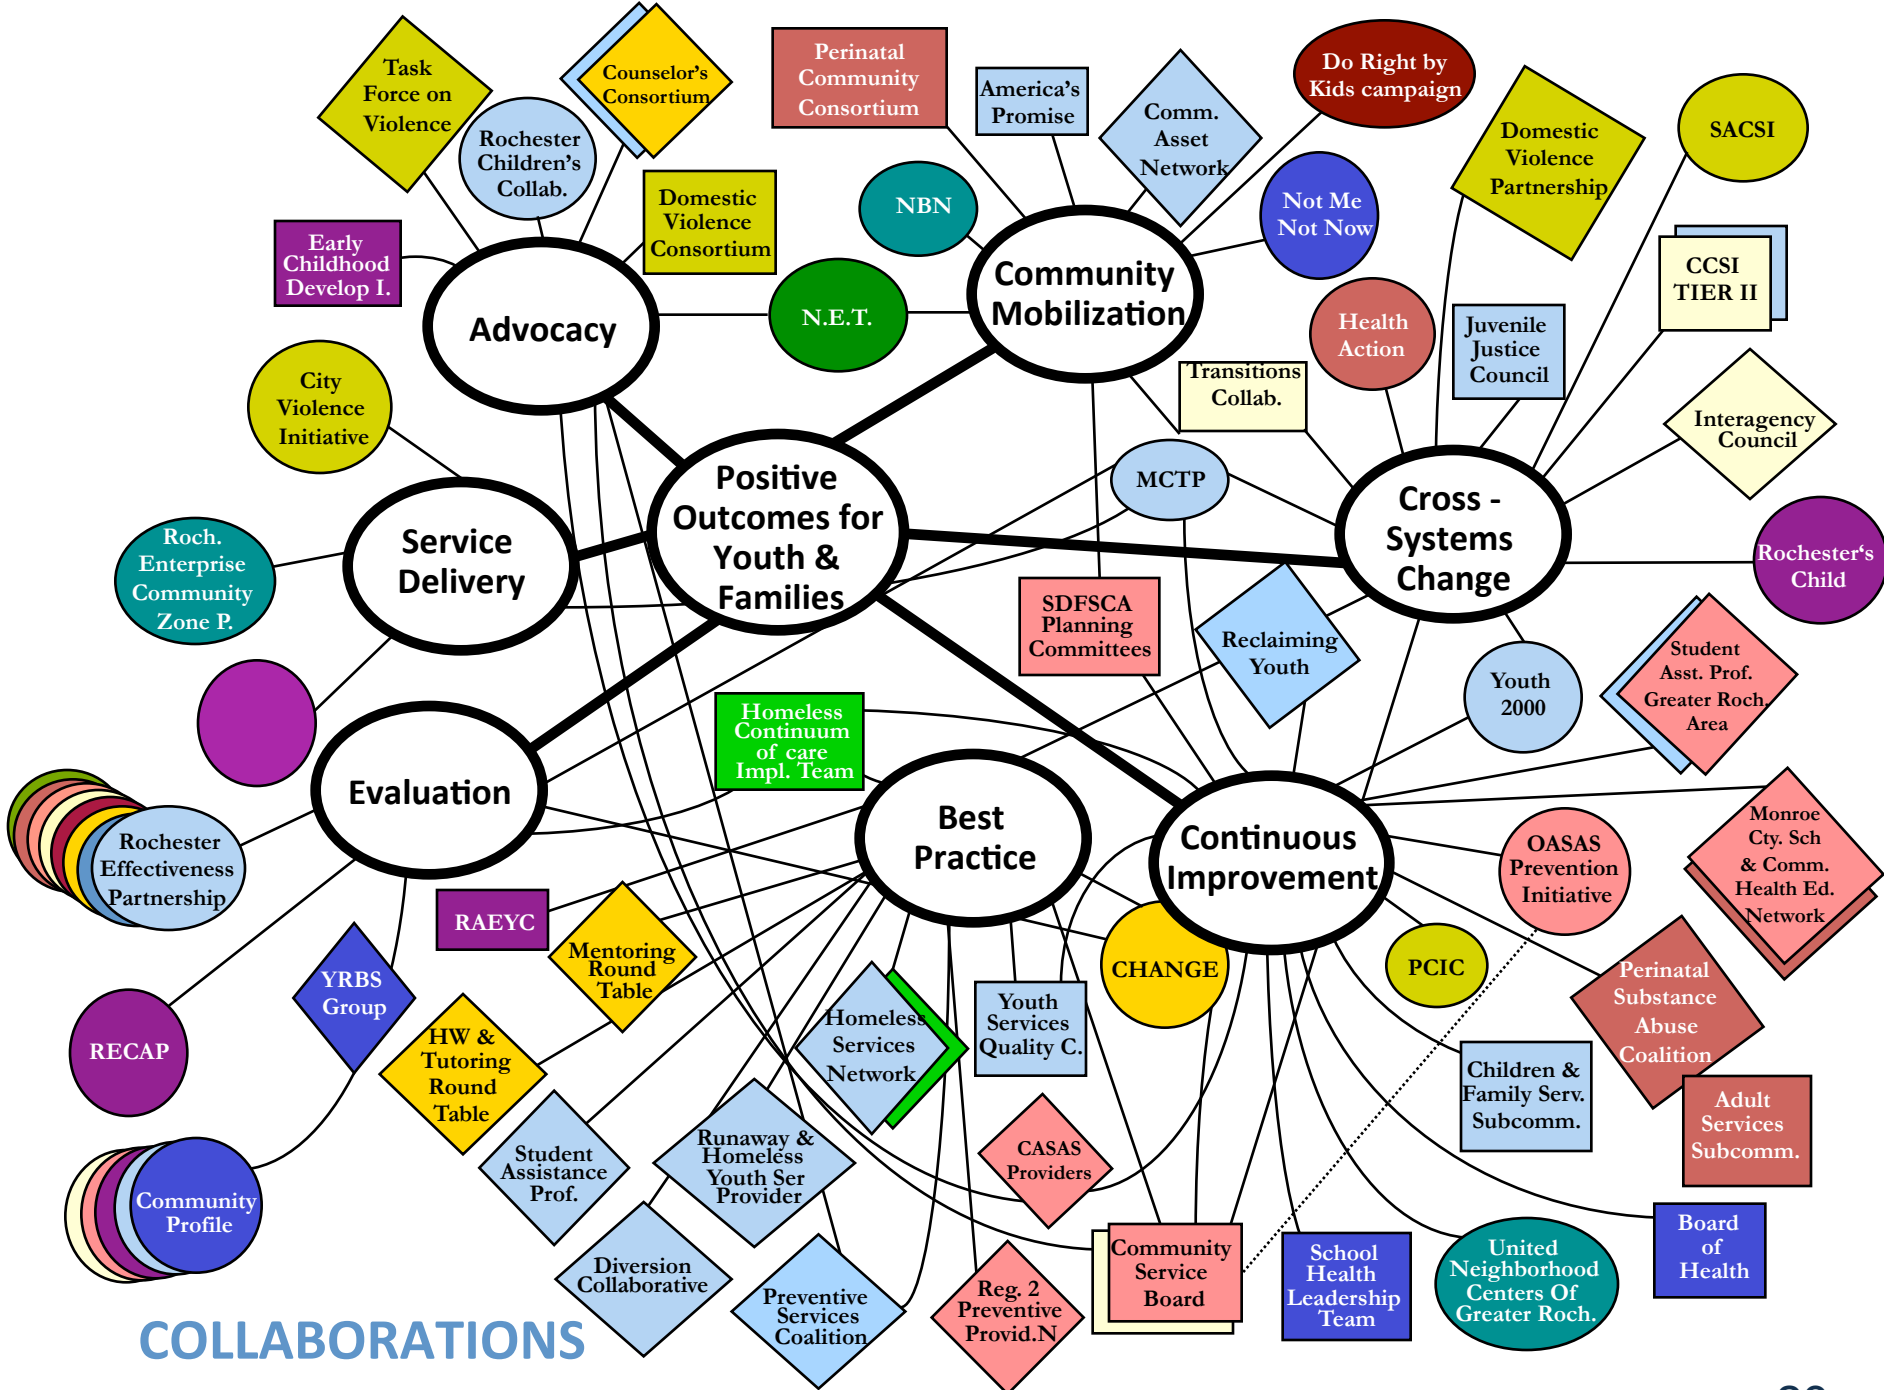 Task
Force on
Violence
Counselor's
Consortium
Rochester
Children's
Collab.
Domestic
Violence
Consortium
Early
Childhood
Develop I.
Advocacy
Perinatal
Community
Consortium
America's
Promise
Comm.
Asset
Network
Do Right by
Kids campaign
NBN
Not Me
Not Now
Community
Mobilization
N.E.T.
Domestic
Violence
Partnership
SACSI
CCSI
TIER II
Health
Action
Juvenile
Justice
Council
Transitions
Collab.
Interagency
Council
City
Violence
Initiative
MCTP
Positive
Outcomes for
Youth &
Families
Cross -
Systems
Change
Service
Delivery
Roch.
Enterprise
Community
Zone P.
Rochester‘s
Child
SDFSCA
Planning
Committees
Reclaiming
Youth
Youth
2000
Student
Asst. Prof.
Greater Roch.
Area
Homeless
Continuum
of care
Impl. Team
Evaluation
Best
Practice
Continuous
Improvement
Rochester
Effectiveness
Partnership
OASAS
Prevention
Initiative
Monroe
Cty. Sch
& Comm.
Health Ed.
Network
RAEYC
Mentoring
Round
Table
CHANGE
PCIC
Perinatal
Substance
Abuse
Coalition
YRBS
Group
RECAP
HW &
Tutoring
Round
Table
Homeless
Services
Network
Youth
Services
Quality C.
Children &
Family Serv.
Subcomm.
Adult
Services
Subcomm.
Student
Assistance
Prof.
Runaway &
Homeless
Youth Ser
Provider
CASAS
Providers
Community
Profile
Diversion
Collaborative
Preventive
Services
Coalition
Reg. 2
Preventive
Provid.N
Community
Service
Board
School
Health
Leadership
Team
United
Neighborhood
Centers Of
Greater Roch.
Board
of
Health
COLLABORATIONS